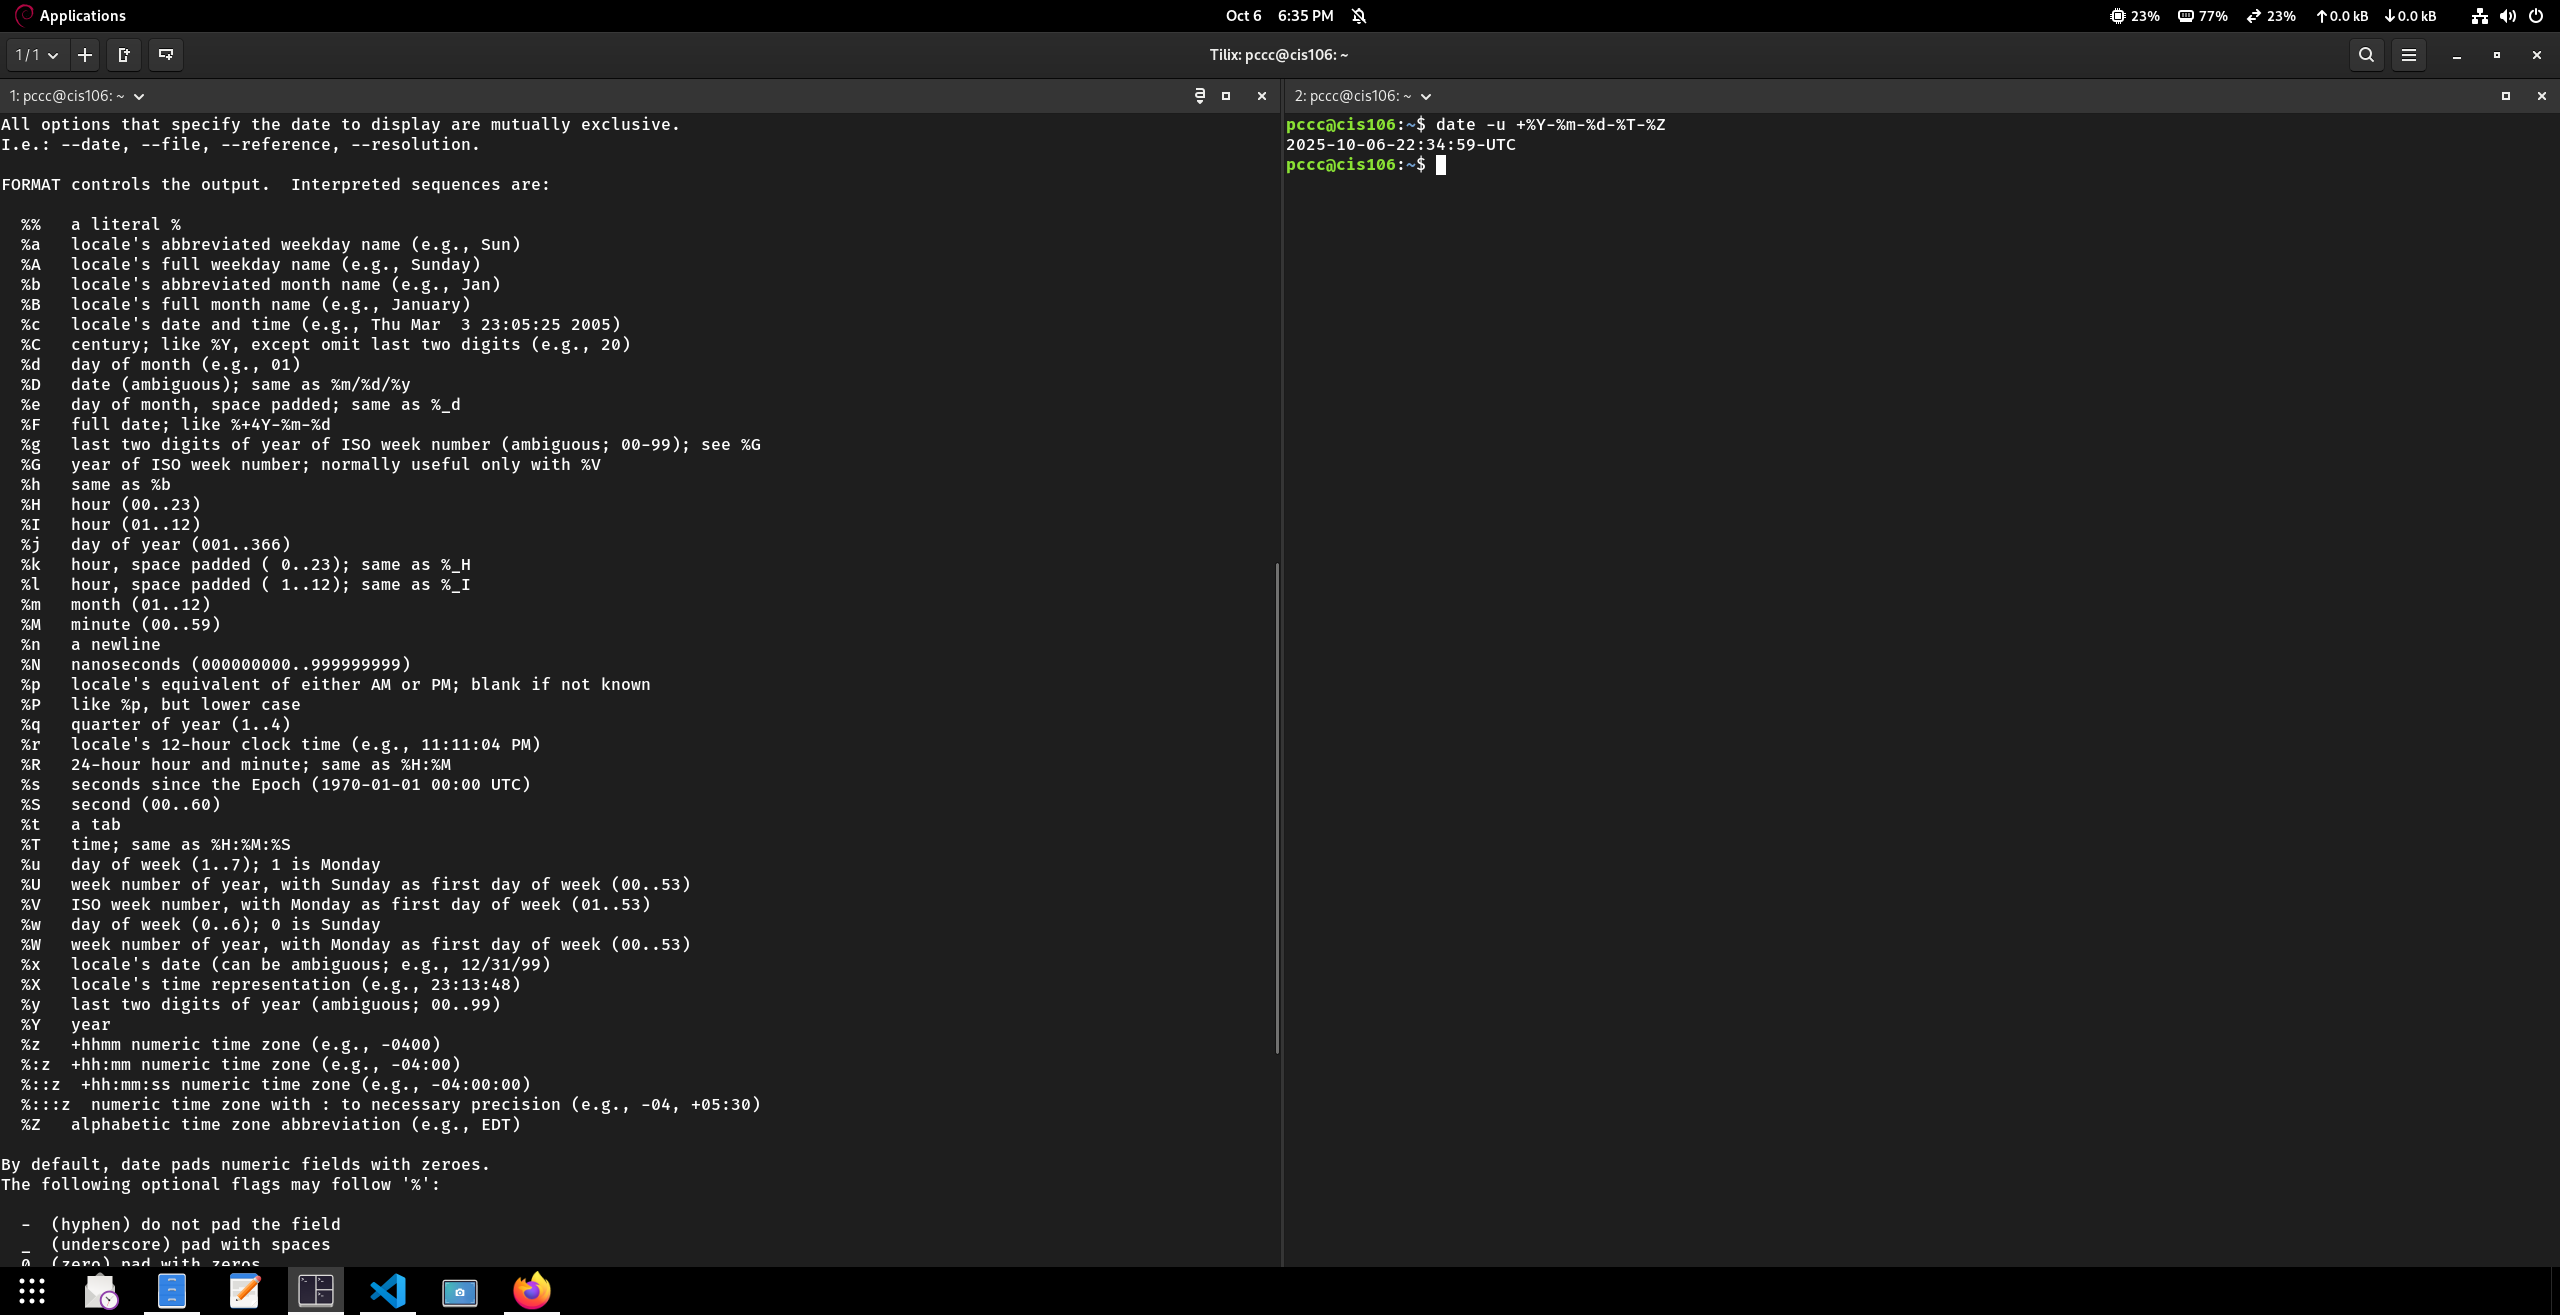 Applications
Oct 6 6:35 PM
23% 77% 23% 0.0 kB 0.0 kB
1 / 1
Tilix: pccc@cis106: ~
1: pccc@cis106: ~
All options that specify the date to display are mutually exclusive.
I.e.: --date, --file, --reference, --resolution.
FORMAT controls the output.  Interpreted sequences are:
%%   a literal %
%a   locale's abbreviated weekday name (e.g., Sun)
%A   locale's full weekday name (e.g., Sunday)
%b   locale's abbreviated month name (e.g., Jan)
%B   locale's full month name (e.g., January)
%c   locale's date and time (e.g., Thu Mar  3 23:05:25 2005)
%C   century; like %Y, except omit last two digits (e.g., 20)
%d   day of month (e.g., 01)
%D   date (ambiguous); same as %m/%d/%y
%e   day of month, space padded; same as %_d
%F   full date; like %+4Y-%m-%d
%g   last two digits of year of ISO week number (ambiguous; 00-99); see %G
%G   year of ISO week number; normally useful only with %V
%h   same as %b
%H   hour (00..23)
%I   hour (01..12)
%j   day of year (001..366)
%k   hour, space padded ( 0..23); same as %_H
%l   hour, space padded ( 1..12); same as %_I
%m   month (01..12)
%M   minute (00..59)
%n   a newline
%N   nanoseconds (000000000..999999999)
%p   locale's equivalent of either AM or PM; blank if not known
%P   like %p, but lower case
%q   quarter of year (1..4)
%r   locale's 12-hour clock time (e.g., 11:11:04 PM)
%R   24-hour hour and minute; same as %H:%M
%s   seconds since the Epoch (1970-01-01 00:00 UTC)
%S   second (00..60)
%t   a tab
%T   time; same as %H:%M:%S
%u   day of week (1..7); 1 is Monday
%U   week number of year, with Sunday as first day of week (00..53)
%V   ISO week number, with Monday as first day of week (01..53)
%w   day of week (0..6); 0 is Sunday
%W   week number of year, with Monday as first day of week (00..53)
%x   locale's date (can be ambiguous; e.g., 12/31/99)
%X   locale's time representation (e.g., 23:13:48)
%y   last two digits of year (ambiguous; 00..99)
%Y   year
%z   +hhmm numeric time zone (e.g., -0400)
%:z  +hh:mm numeric time zone (e.g., -04:00)
%::z  +hh:mm:ss numeric time zone (e.g., -04:00:00)
%:::z  numeric time zone with : to necessary precision (e.g., -04, +05:30)
%Z   alphabetic time zone abbreviation (e.g., EDT)
By default, date pads numeric fields with zeroes.
The following optional flags may follow '%':
-  (hyphen) do not pad the field
_  (underscore) pad with spaces
0  (zero) pad with zeros
2: pccc@cis106: ~
pccc@cis106:~$ date -u +%Y-%m-%d-%T-%Z
2025-10-06-22:34:59-UTC
pccc@cis106:~$